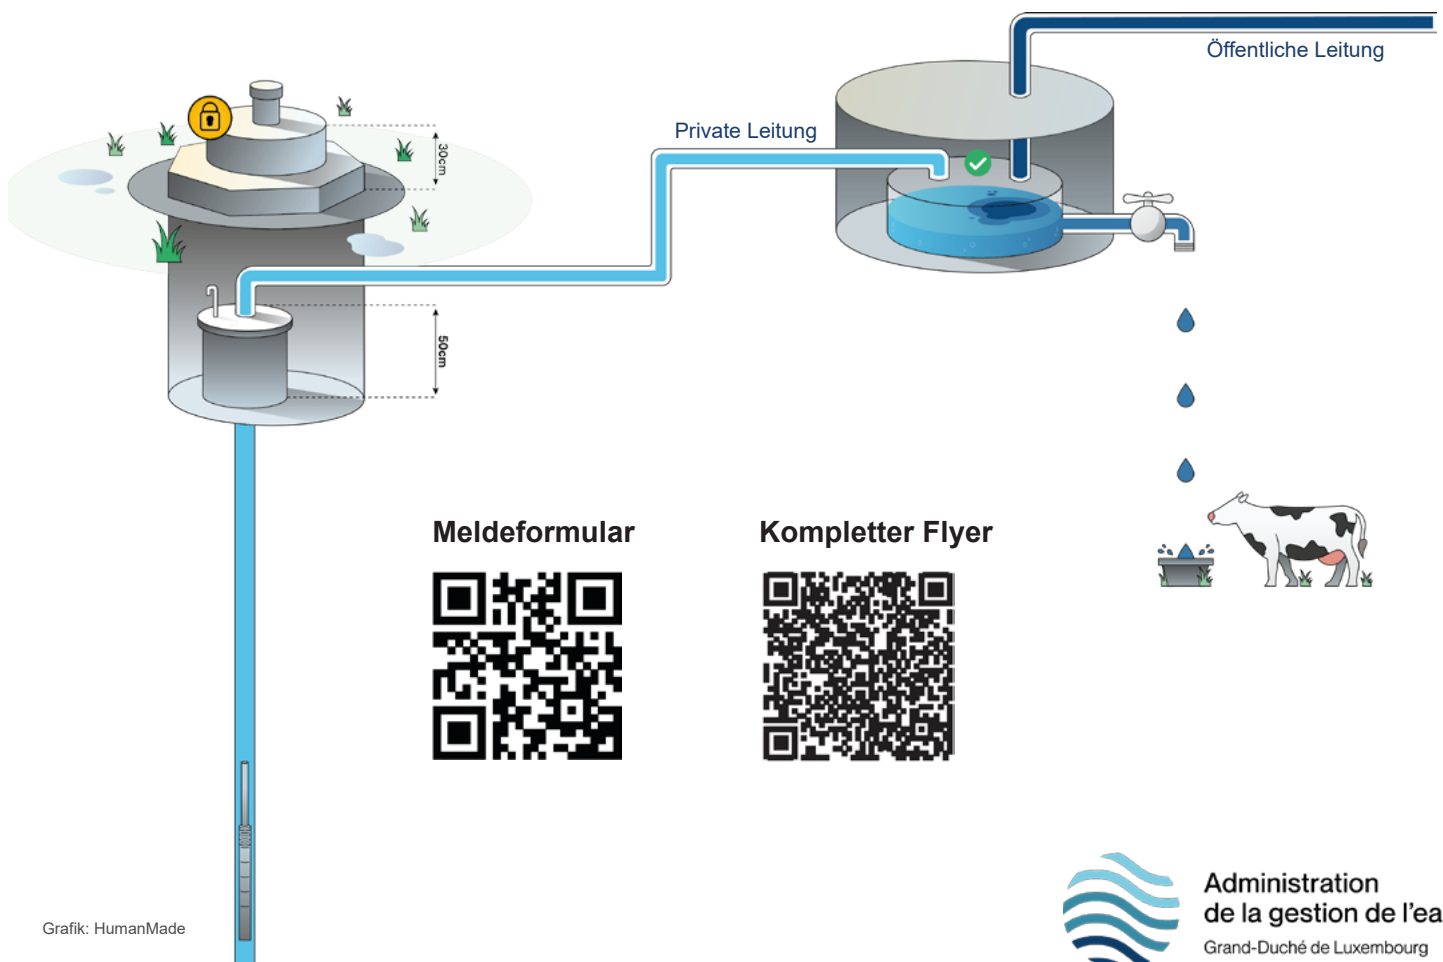 Öffentliche Leitung
Private Leitung
30cm
50cm
Meldeformular
Kompletter Flyer
Grafik: HumanMade
Administration
de la gestion de l'ea
Grand-Duché de Luxembourg